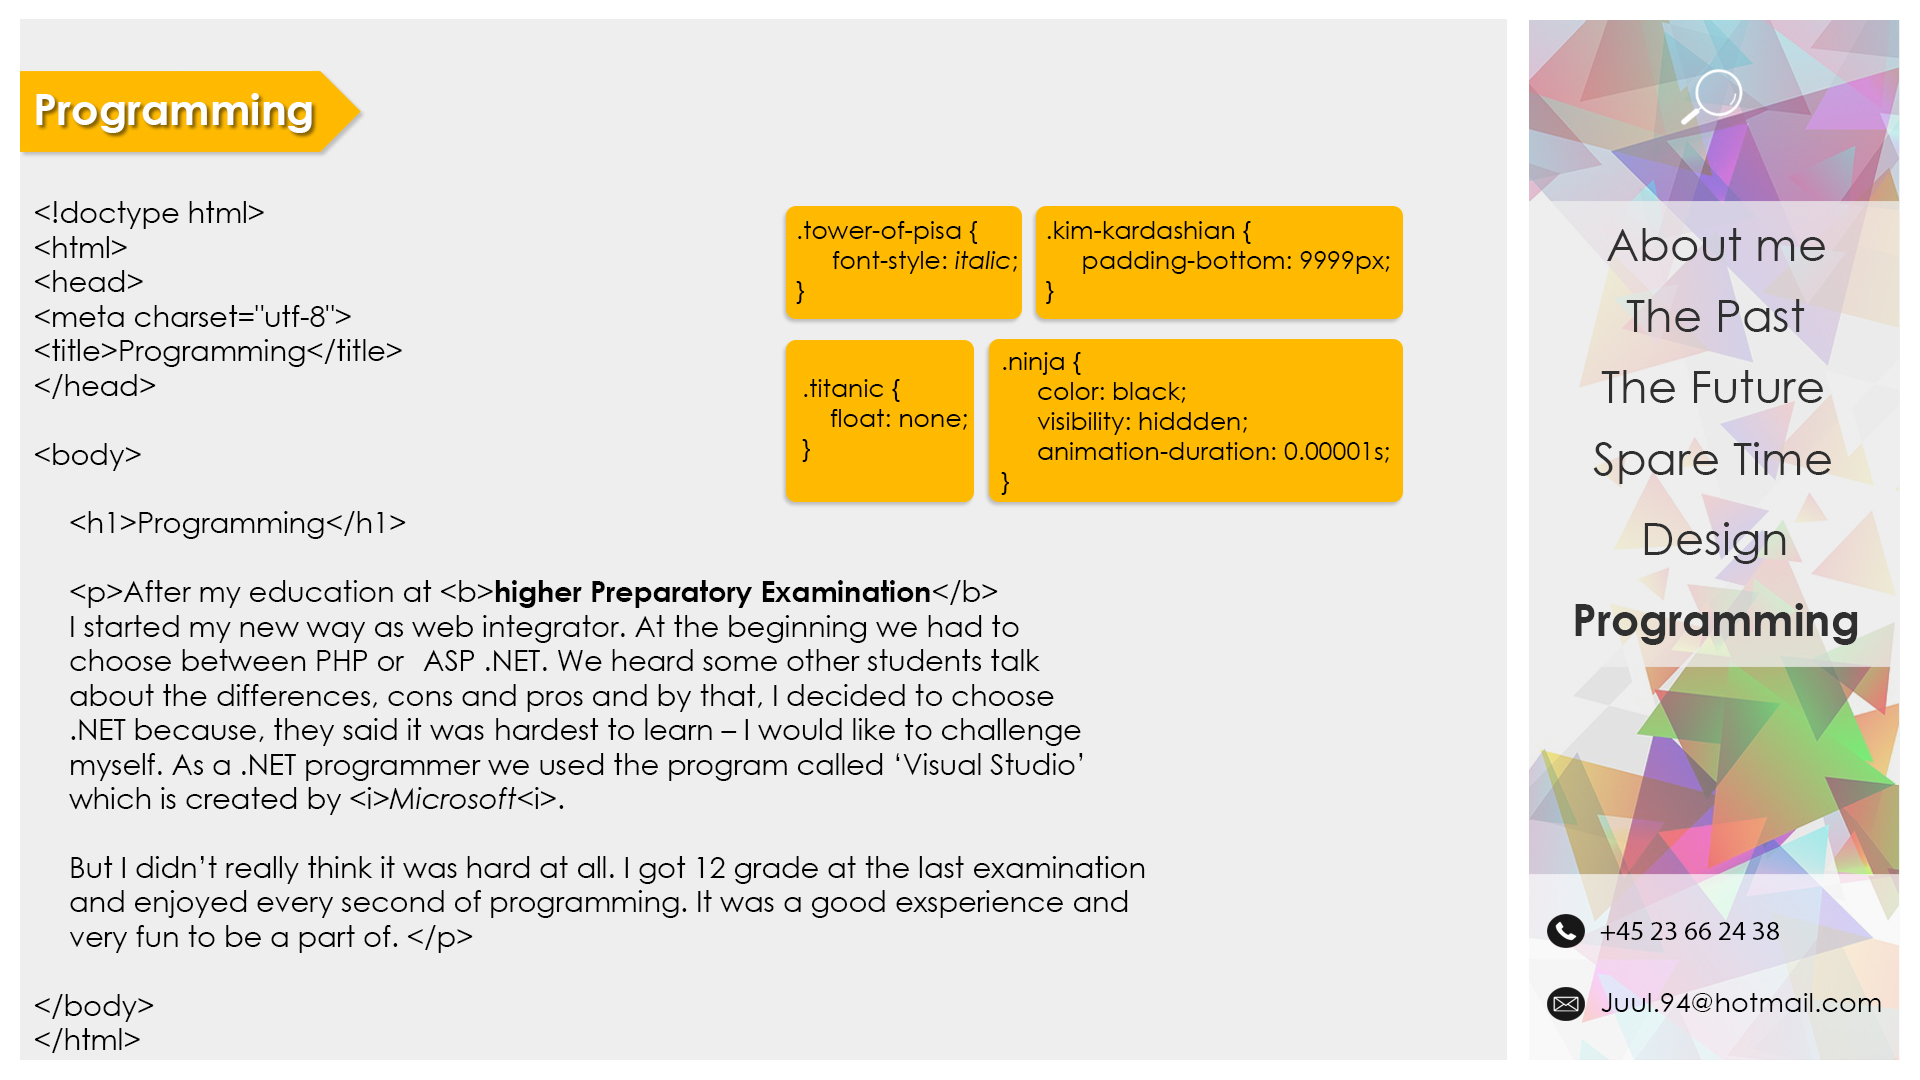 Programming
<!doctype html>
<html>
<head>
<meta charset="utf-8">
<title>Programming</title>
</head>
<body>
<h1>Programming</h1>
<p>After my education at <b>higher Preparatory Examination</b>
I started my new way as web integrator. At the beginning we had to
choose between PHP or ASP .NET. We heard some other students talk
about the differences, cons and pros and by that, I decided to choose
.NET because, they said it was hardest to learn – I would like to challenge
myself. As a .NET programmer we used the program called ‘Visual Studio’
which is created by <i>Microsoft<i>.
But I didn’t really think it was hard at all. I got 12 grade at the last examination
and enjoyed every second of programming. It was a good exsperience and
very fun to be a part of. </p>
</body>
</html>
.tower-of-pisa {
font-style: italic;
}
.kim-kardashian {
padding-bottom: 9999px;
}
.titanic {
float: none;
}
.ninja {
color: black;
visibility: hiddden;
animation-duration: 0.00001s;
}
About me
The Past
The Future
Spare Time
Design
Programming
+45 23 66 24 38
Juul.94@hotmail.com